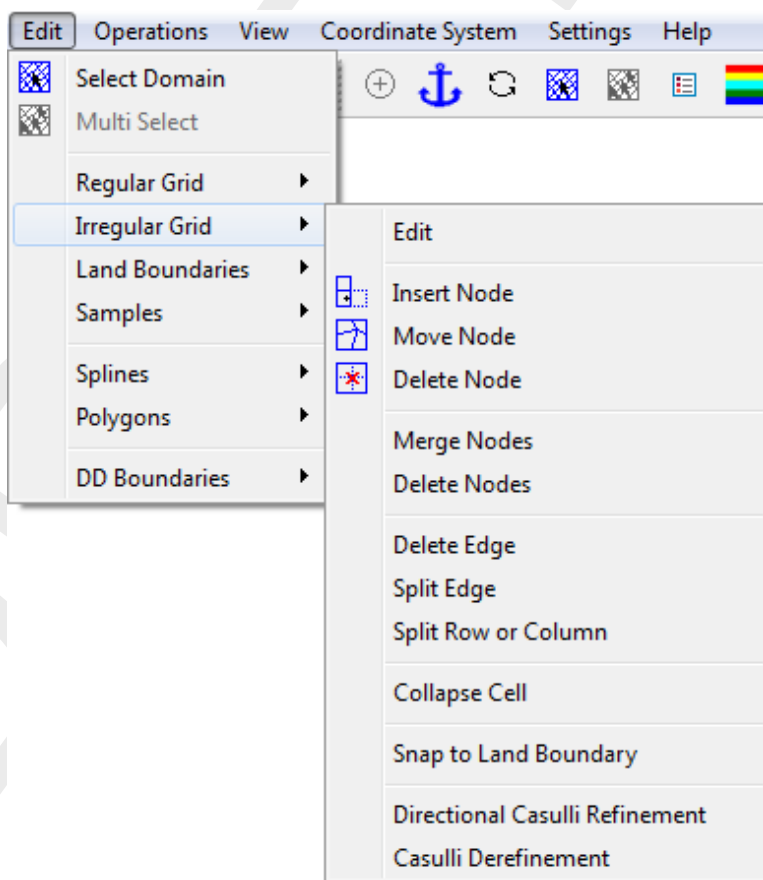 Edit Operations View Coordinate System Settings Help
Select Domain
Multi Select
Regular Grid
Irregular Grid
Land Boundaries
Samples
Splines
Polygons
DD Boundaries
Edit
Insert Node
Move Node
Delete Node
Merge Nodes
Delete Nodes
Delete Edge
Split Edge
Split Row or Column
Collapse Cell
Snap to Land Boundary
Directional Casulli Refinement
Casulli Derefinement